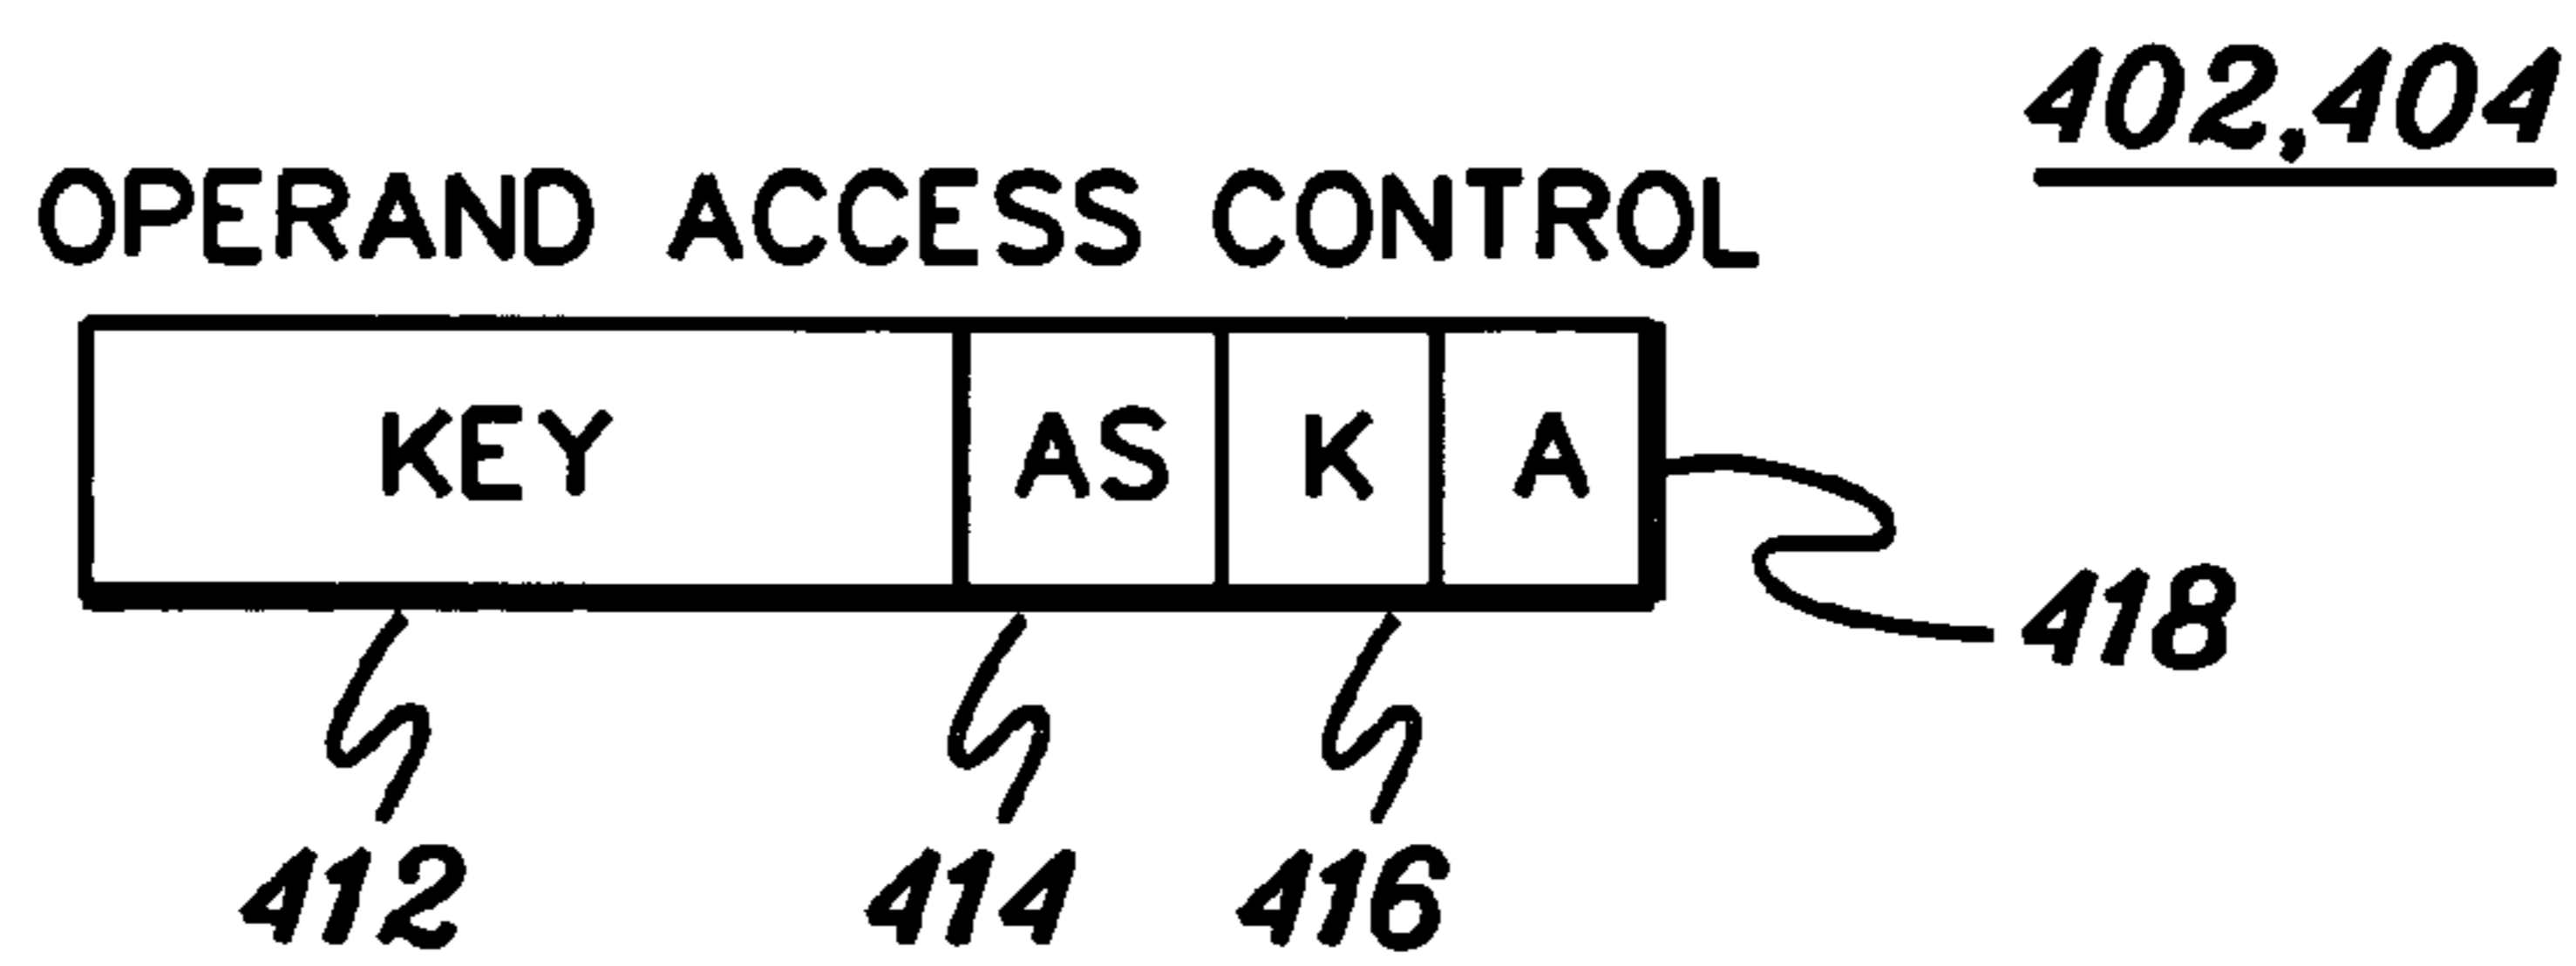 402,404
OPERAND ACCESS CONTROL
KEY AS K A
418
412 414 416